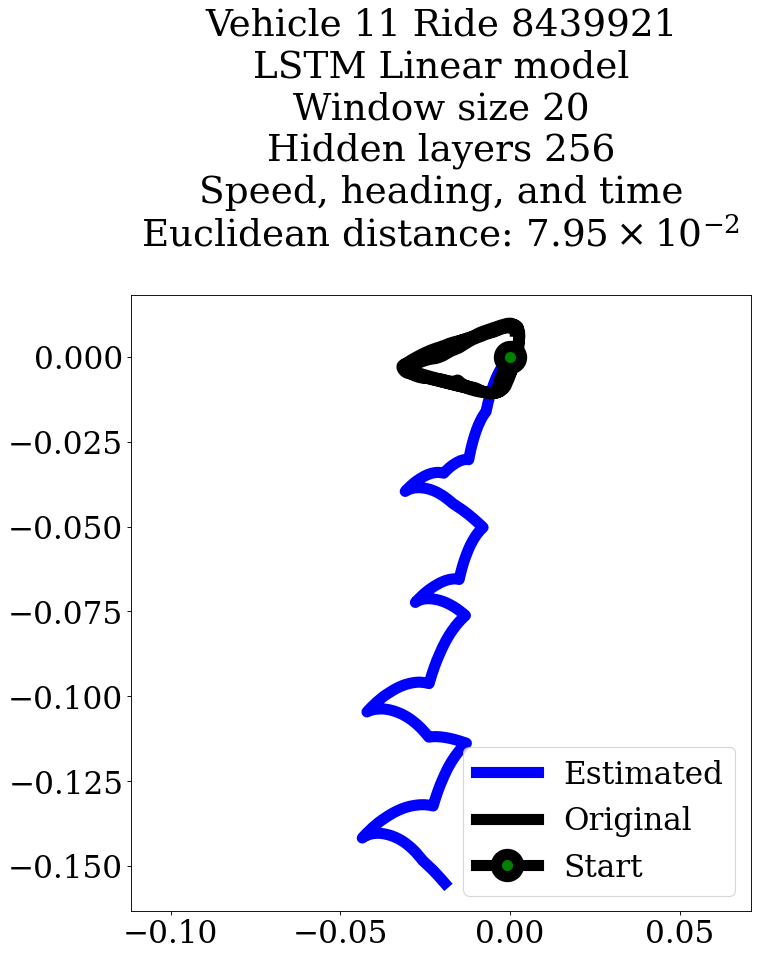 Vehicle 11 Ride 8439921
LSTM Linear model
Window size 20
Hidden layers 256
Speed, heading, and time
Euclidean distance: 7.95 × 10⁻²
0.000
−0.025
−0.050
−0.075
−0.100
−0.125
−0.150
Estimated
Original
Start
−0.10
−0.05
0.00
0.05